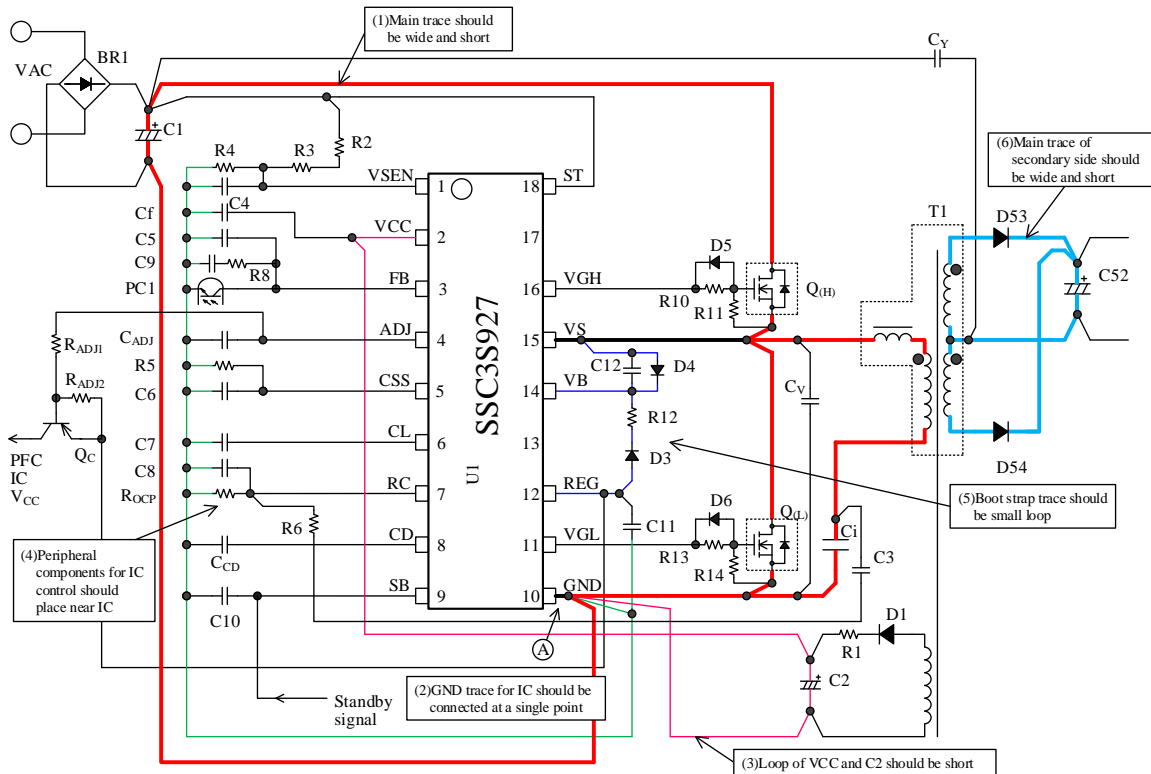 (1)Main trace should
be wide and short
CY
VAC
BR1
C1
R2
R4
R3
VSEN
1
18
ST
(6)Main trace of
secondary side should
be wide and short
T1
D53
Cf
C4
VCC
2
17
C5
C9
R8
D5
C52
PC1
FB
3
16
VGH
R10
R11
Q(H)
CADJ
ADJ
4
15
VS
RADJ1
R5
C12
D4
RADJ2
C6
CSS
5
14
VB
CV
R12
SSC3S927
D54
C7
CL
6
13
PFC
IC
VCC
QC
C8
D3
U1
ROCP
RC
7
12
REG
(5)Boot strap trace should
be small loop
R6
C11
D6
Q(L)
Ci
C3
(4)Peripheral
components for IC
control should
place near IC
CD
8
11
VGL
R13
R14
CCD
SB
9
10
GND
C10
A
D1
R1
C2
Standby
signal
(2)GND trace for IC should be
connected at a single point
(3)Loop of VCC and C2 should be short